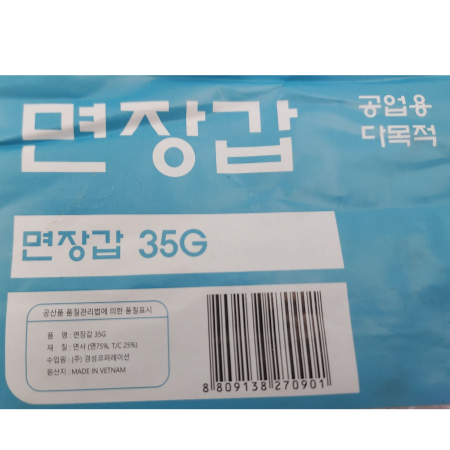 면장갑
공업용
다목적
면장갑 35G
공산품 품질관리법에 의한 품질표시
품 명 : 면장갑 35G
재 질 : 면사 (면75%, T/C 25%)
수입원 : (주) 경성코퍼레이션
원산지 : MADE IN VETNAM
8 809138 270901